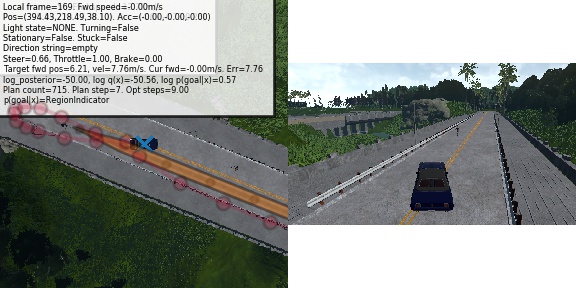 Local frame=169. Fwd speed=-0.00m/s
Pos=(394.43,218.49,38.10). Acc=(-0.00,-0.00,-0.00)
Light state=NONE. Turning=False
Stationary=False. Stuck=False
Direction string=empty
Steer=0.66, Throttle=1.00, Brake=0.00
Target fwd pos=6.21, vel=7.76m/s. Cur fwd=-0.00m/s. Err=7.76
log_posterior=-50.00, log q(x)=-50.56, log p(goal|x)=0.57
Plan count=715. Plan step=7. Opt steps=9.00
p(goal|x)=RegionIndicator